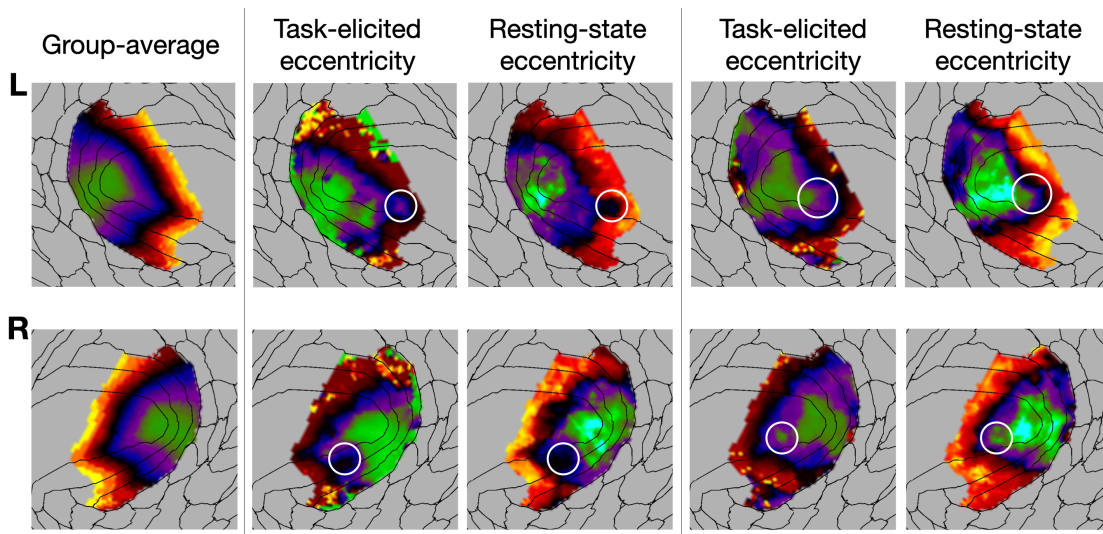 Group-average
Task-elicited
eccentricity
Resting-state
eccentricity
Task-elicited
eccentricity
Resting-state
eccentricity
L
R